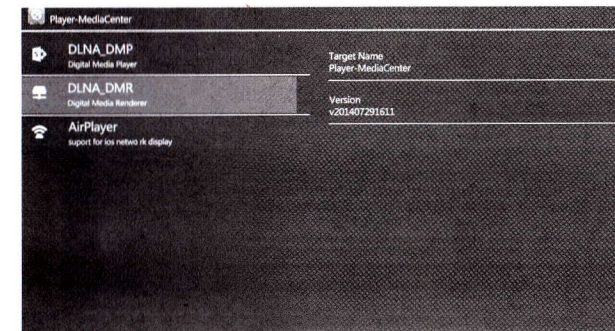 Player-MediaCenter
DLNA_DMP
Digital Media Player
DLNA_DMR
Digital Media Renderer
AirPlayer
suport for ios netwo rk display
Target Name
Player-MediaCenter
Version
v201407291611